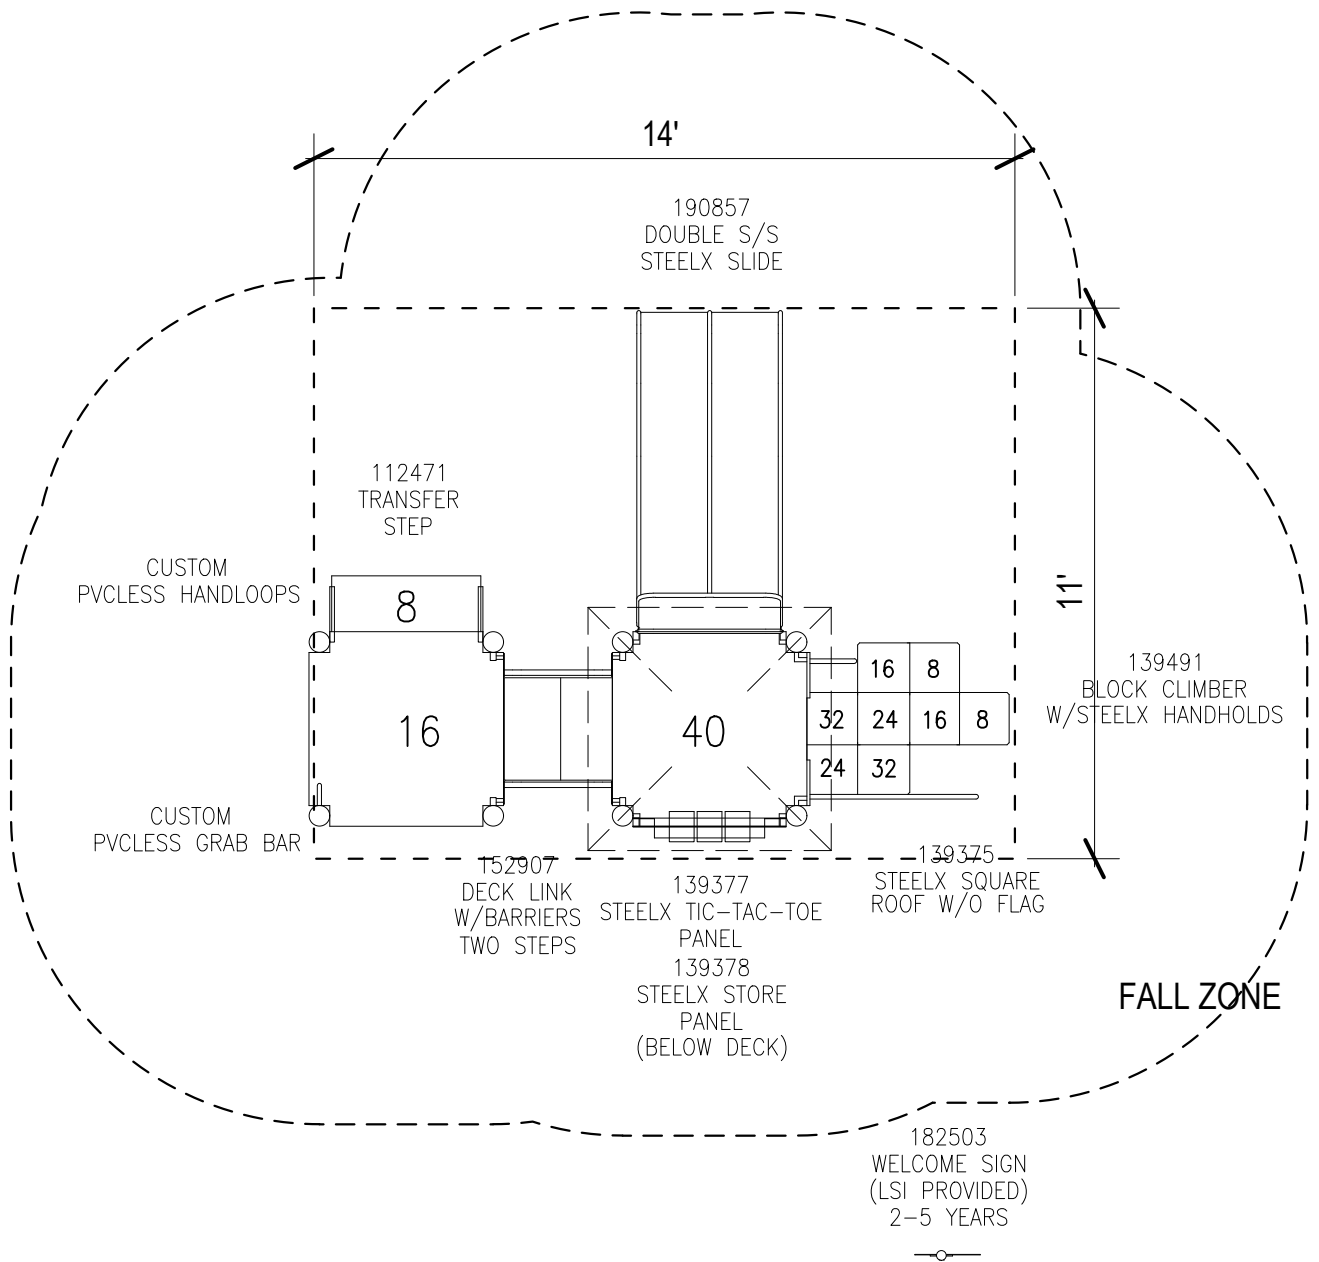 14'
190857
DOUBLE S/S
STEELX SLIDE
112471
TRANSFER
STEP
CUSTOM
PVCLESS HANDLOOPS
8
11'
16
40
16 8
32 24 16 8
24 32
139491
BLOCK CLIMBER
W/STEELX HANDHOLDS
CUSTOM
PVCLESS GRAB BAR
152907
DECK LINK
W/BARRIERS
TWO STEPS
139377
STEELX TIC-TAC-TOE
PANEL
139378
STEELX STORE
PANEL
(BELOW DECK)
139375
STEELX SQUARE
ROOF W/O FLAG
FALL ZONE
182503
WELCOME SIGN
(LSI PROVIDED)
2-5 YEARS